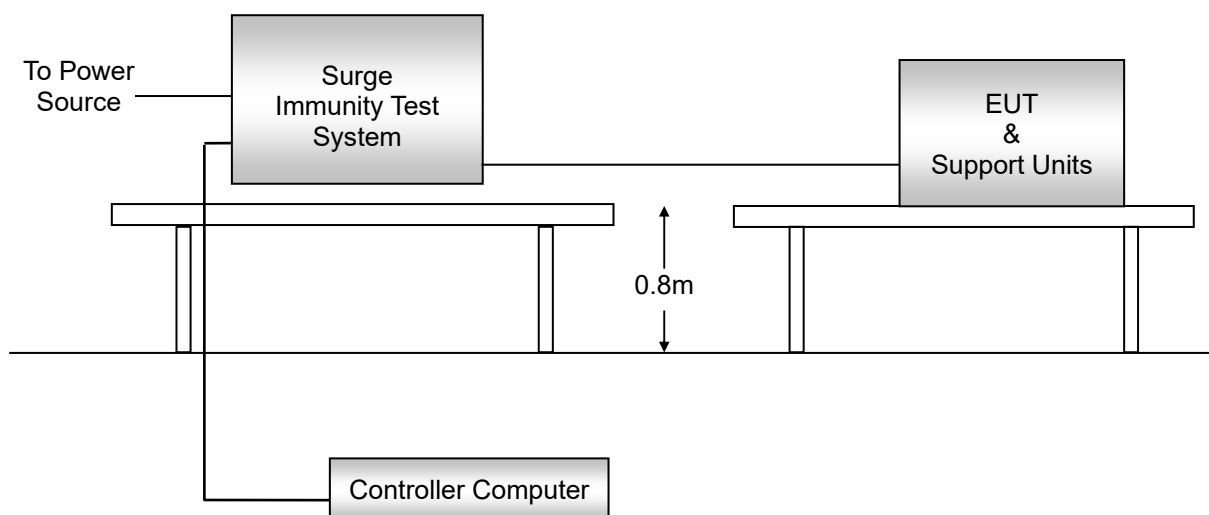 To Power
Source
Surge
Immunity Test
System
EUT
&
Support Units
0.8m
Controller Computer